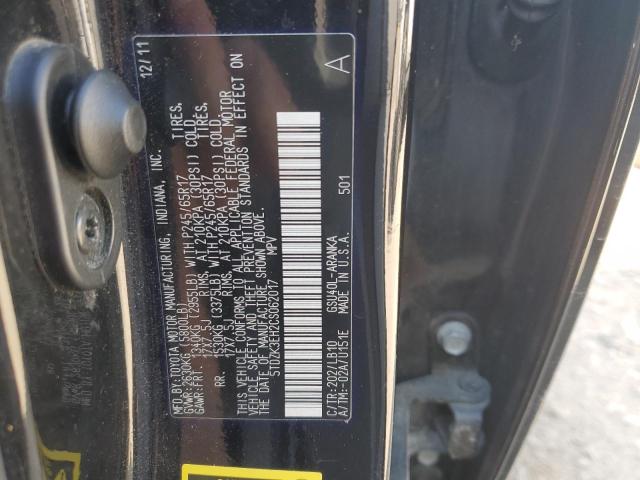 12/11
MFD.BY:TOYOTA MOTOR MANUFACTURING, INDIANA, INC.
GVWR:2630KG(5800LB)
GAWR:FRT. 1340KG(2955LB) WITH P245/65R17 TIRES,
17X7.5J RIMS, AT 210KPA (30PSI) COLD.
RR. 1530KG (3375LB) WITH P245/65R17 TIRES,
17X7.5J RIMS, AT 210KPA (30PSI) COLD.
THIS VEHICLE CONFORMS TO ALL APPLICABLE FEDERAL MOTOR
VEHICLE SAFETY AND THEFT PREVENTION STANDARDS IN EFFECT ON
THE DATE OF MANUFACTURE SHOWN ABOVE.
5TDZK3EH2CS062017 MPV
A
501
C/TR:202/LB10 GSU40L-ARANKA
A/TM:-02A/U151E MADE IN U.S.A.